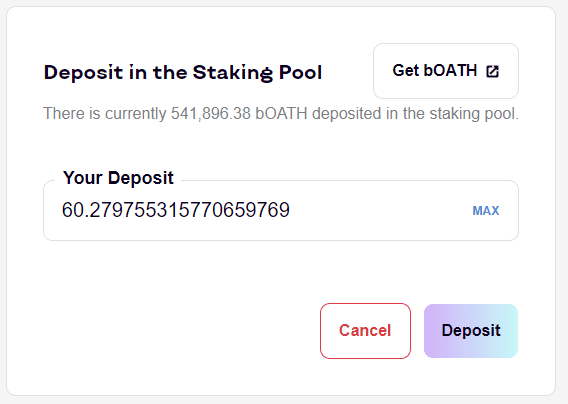 Deposit in the Staking Pool
Get bOATH
There is currently 541,896.38 bOATH deposited in the staking pool.
Your Deposit
60.279755315770659769
MAX
Cancel
Deposit